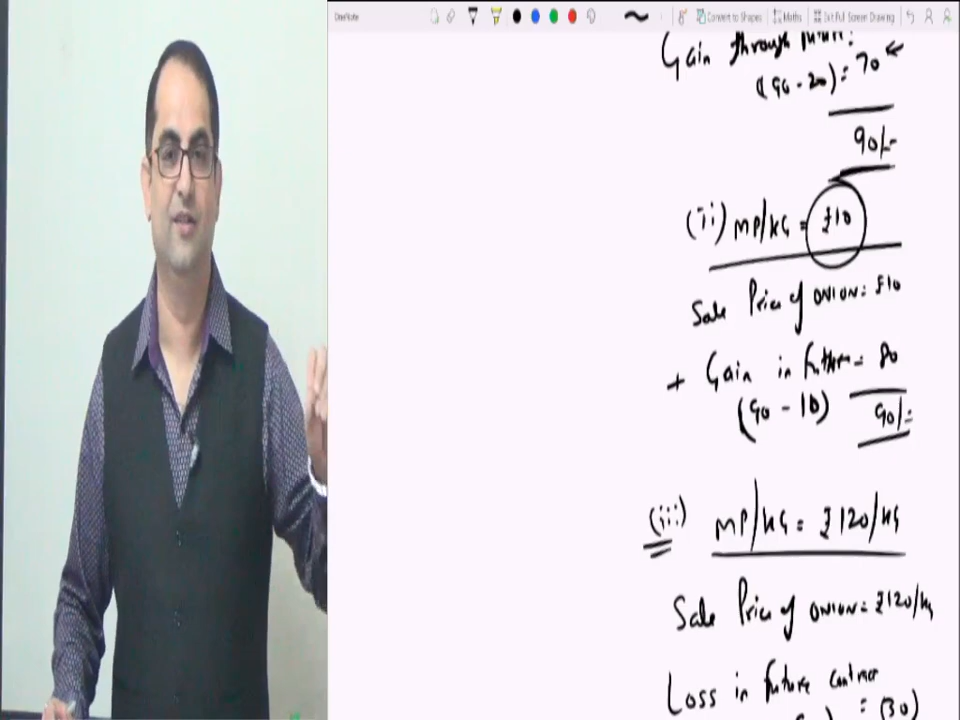 DrawNote
Convert to Shapes
Maths
Exit Full Screen Drawing
Gain through
(90 - 20) = 70 ←
90/-
(ii) MP/KG = ₹10
Sale Price of ONION = ₹10
+ Gain in future = 80
(90 - 10)
90/-
(iii) MP/KG = ₹120/KG
Sale Price of ONION = ₹120/KG
Loss in future contract
= (30)